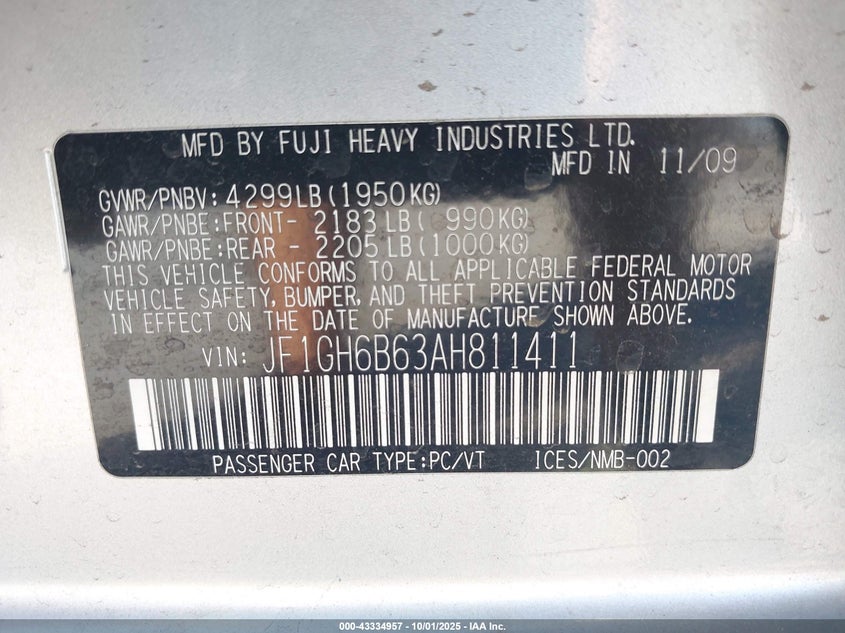 MFD BY FUJI HEAVY INDUSTRIES LTD.
MFD IN 11/09
GVWR/PNBV: 4299LB(1950KG)
GAWR/PNBE:FRONT- 2183LB( 990KG)
GAWR/PNBE:REAR - 2205LB(1000KG)
THIS VEHICLE CONFORMS TO ALL APPLICABLE FEDERAL MOTOR
VEHICLE SAFETY, BUMPER, AND THEFT PREVENTION STANDARDS
IN EFFECT ON THE DATE OF MANUFACTURE SHOWN ABOVE.
VIN: JF1GH6B63AH811411
PASSENGER CAR TYPE:PC/VT ICES/NMB-002
000-43334957 - 10/01/2025 - IAA Holdings, LLC.